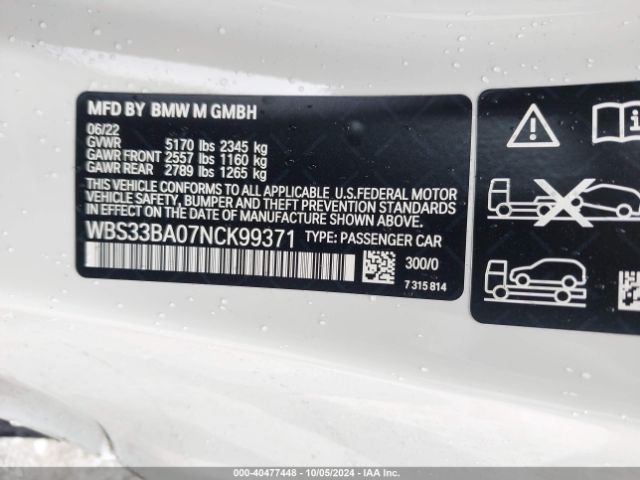 MFD BY BMW M GMBH
06/22
GVWR 5170 lbs 2345 kg
GAWR FRONT 2557 lbs 1160 kg
GAWR REAR 2789 lbs 1265 kg
THIS VEHICLE CONFORMS TO ALL APPLICABLE U.S.FEDERAL MOTOR
VEHICLE SAFETY, BUMPER AND THEFT PREVENTION STANDARDS
IN EFFECT ON THE DATE OF MANUFACTURE SHOWN ABOVE.
WBS33BA07NCK99371 TYPE: PASSENGER CAR
300/0
7 315 814
000-40477448 - 10/05/2024 - IAA Inc.